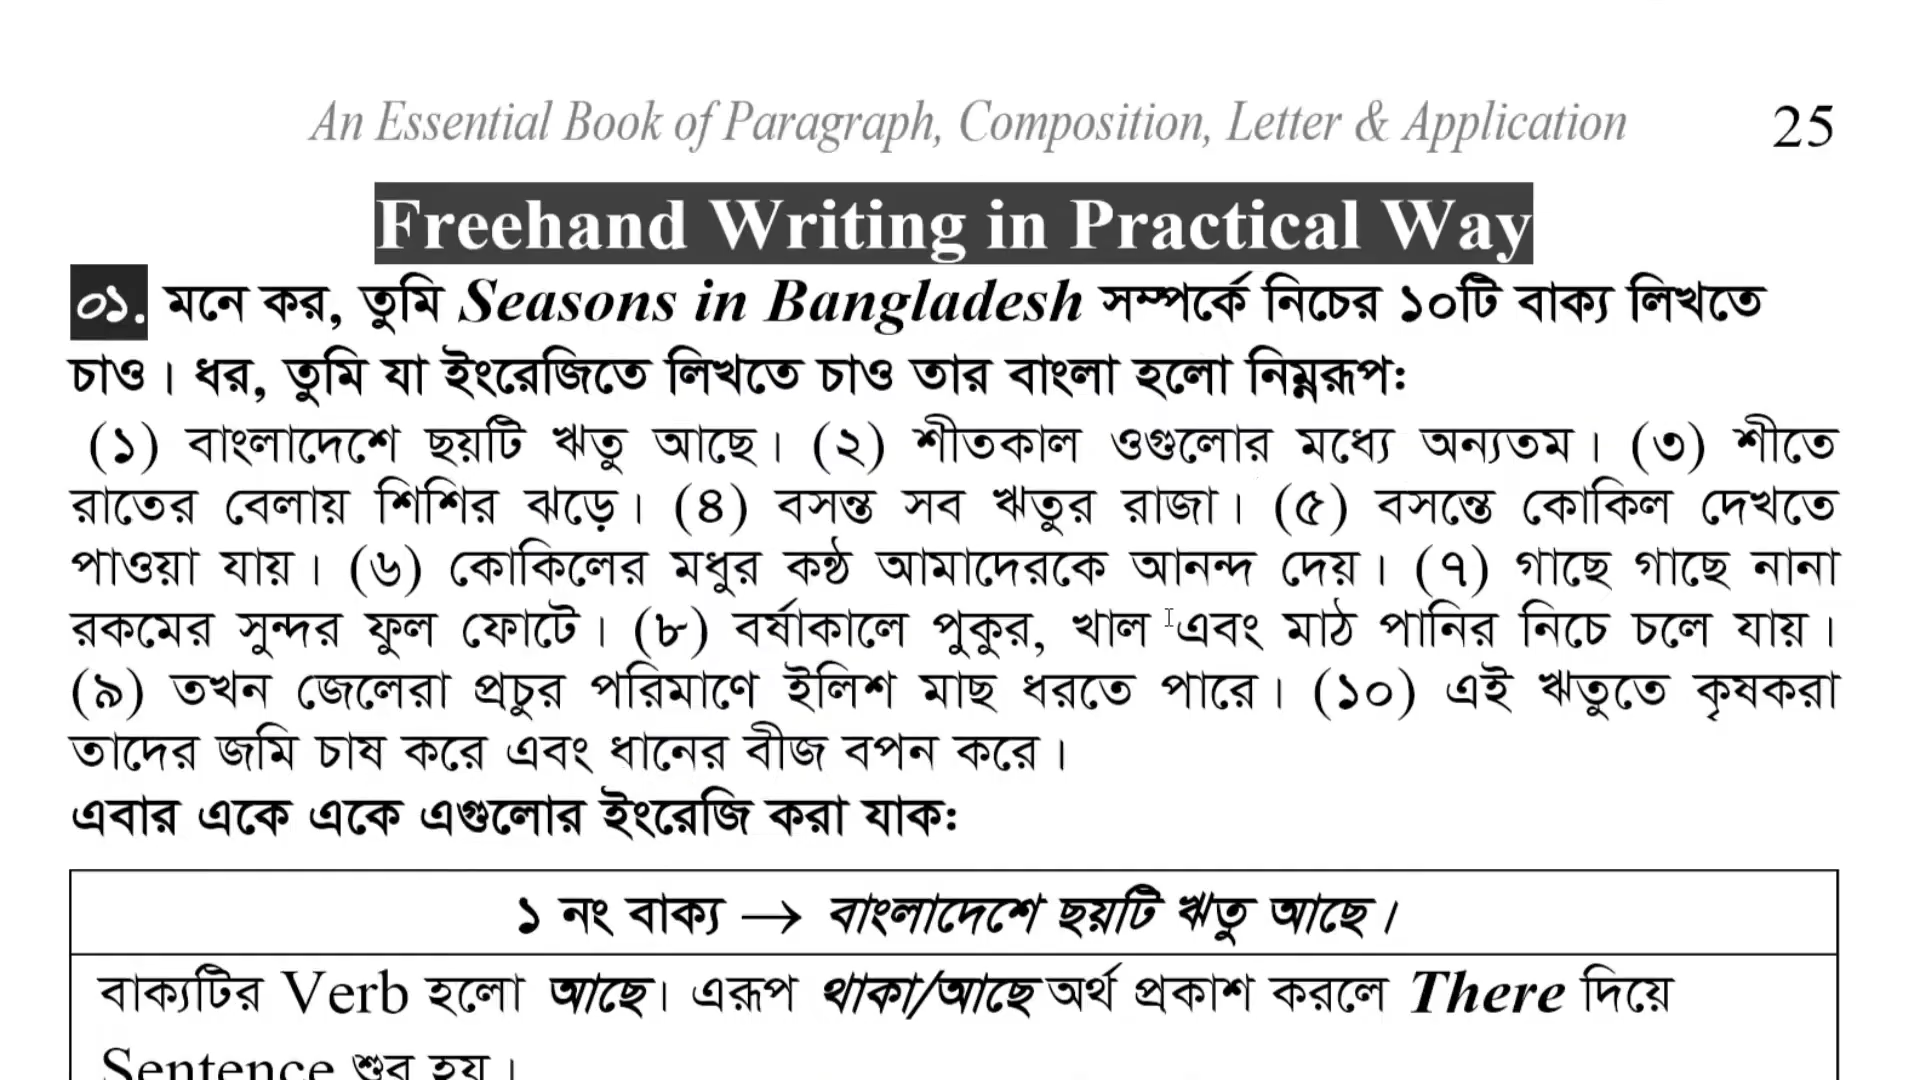 An Essential Book of Paragraph, Composition, Letter & Application 25
Freehand Writing in Practical Way
০১. মনে কর, তুমি Seasons in Bangladesh সম্পর্কে নিচের ১০টি বাক্য লিখতে
চাও। ধর, তুমি যা ইংরেজিতে লিখতে চাও তার বাংলা হলো নিম্নরূপঃ
(১) বাংলাদেশে ছয়টি ঋতু আছে। (২) শীতকাল ওগুলোর মধ্যে অন্যতম। (৩) শীতে
রাতের বেলায় শিশির ঝড়ে। (৪) বসন্ত সব ঋতুর রাজা। (৫) বসন্তে কোকিল দেখতে
পাওয়া যায়। (৬) কোকিলের মধুর কন্ঠ আমাদেরকে আনন্দ দেয়। (৭) গাছে গাছে নানা
রকমের সুন্দর ফুল ফোটে। (৮) বর্ষাকালে পুকুর, খাল এবং মাঠ পানির নিচে চলে যায়।
(৯) তখন জেলেরা প্রচুর পরিমাণে ইলিশ মাছ ধরতে পারে। (১০) এই ঋতুতে কৃষকরা
তাদের জমি চাষ করে এবং ধানের বীজ বপন করে।
এবার একে একে এগুলোর ইংরেজি করা যাকঃ
১ নং বাক্য → বাংলাদেশে ছয়টি ঋতু আছে।
বাক্যটির Verb হলো আছে। এরূপ থাকা/আছে অর্থ প্রকাশ করলে There দিয়ে
Sentence শুরু হয়।